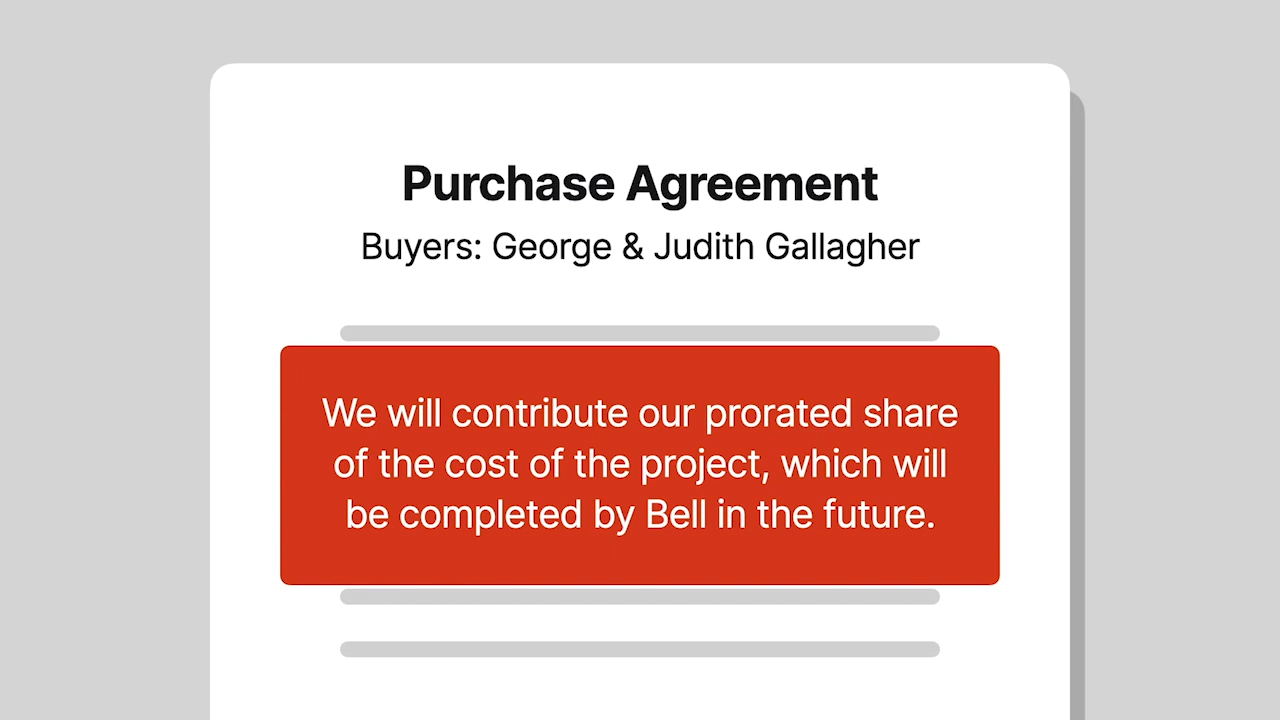 Purchase Agreement
Buyers: George & Judith Gallagher
We will contribute our prorated share
of the cost of the project, which will
be completed by Bell in the future.